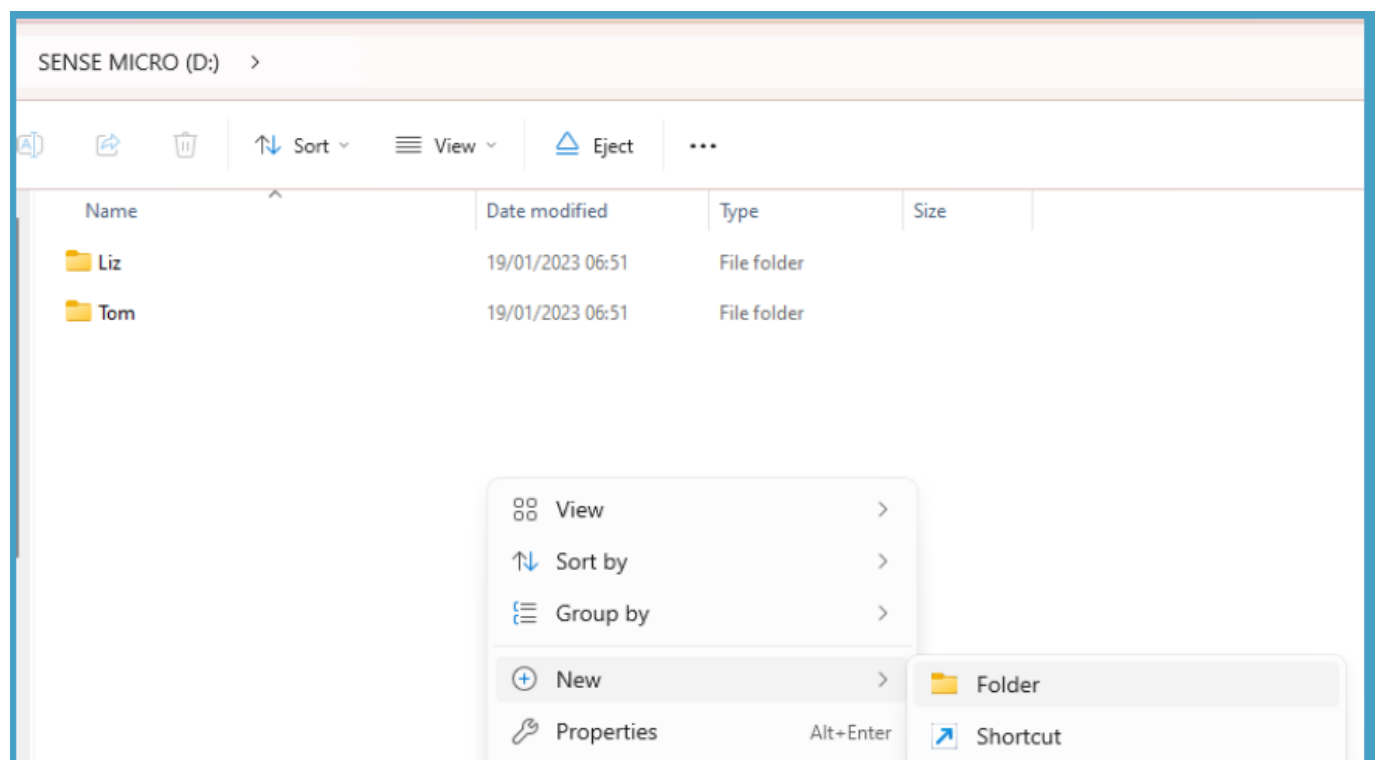 SENSE MICRO (D:) >
A Sort View Eject ...
Name Date modified Type Size
Liz 19/01/2023 06:51 File folder
Tom 19/01/2023 06:51 File folder
View
Sort by
Group by
New
Folder
Properties Alt+Enter
Shortcut